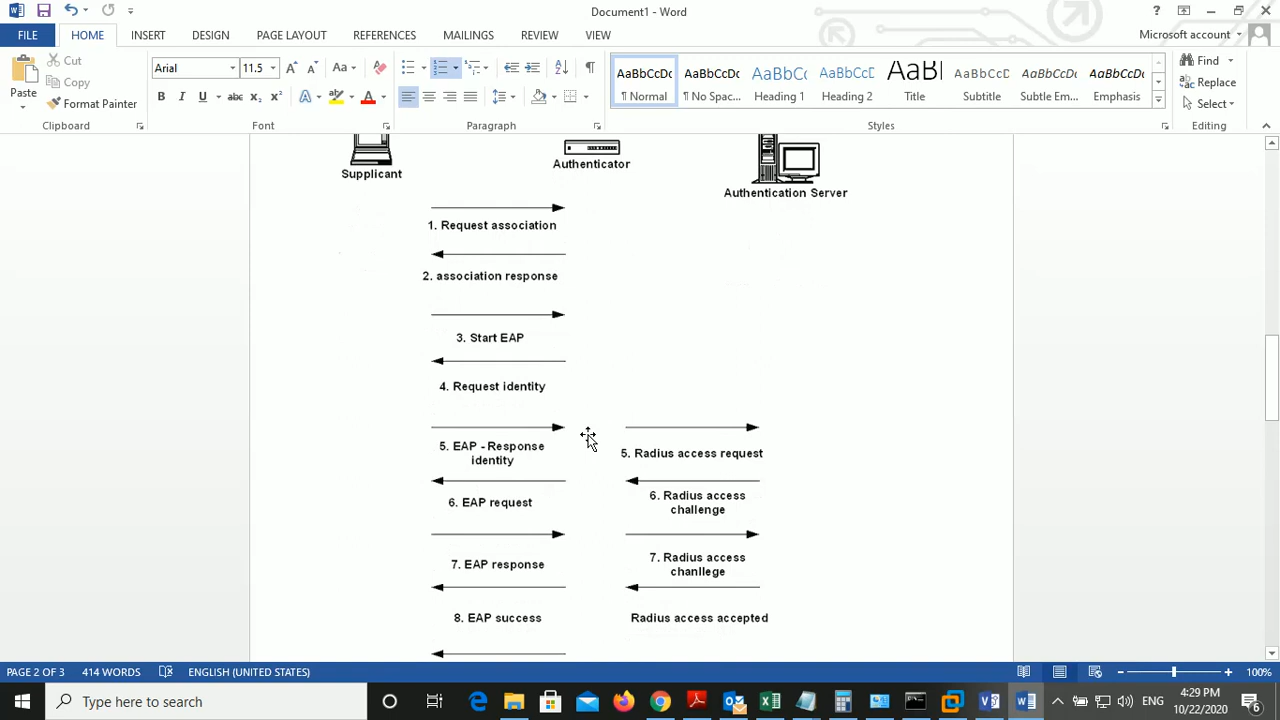 Document1 - Word
FILE HOME INSERT DESIGN PAGE LAYOUT REFERENCES MAILINGS REVIEW VIEW Microsoft account
Cut
Copy
Format Painter
Paste
Arial 11.5
AaBbCcDc AaBbCcDc AaBbCc AaBbCcD AaBl AaBbCcD AaBbCcDc AaBbCcDc
¶ Normal ¶ No Spac... Heading 1 Heading 2 Title Subtitle Subtle Em... Emphasis
Find
Replace
Select
Clipboard Font Paragraph Styles Editing
Supplicant
Authenticator
Authentication Server
1. Request association
2. association response
3. Start EAP
4. Request identity
5. EAP - Response
identity
5. Radius access request
6. EAP request
6. Radius access
challenge
7. EAP response
7. Radius access
chanllege
8. EAP success
Radius access accepted
PAGE 2 OF 3 414 WORDS ENGLISH (UNITED STATES) 100%
Type here to search
ENG
4:29 PM
10/22/2020
6